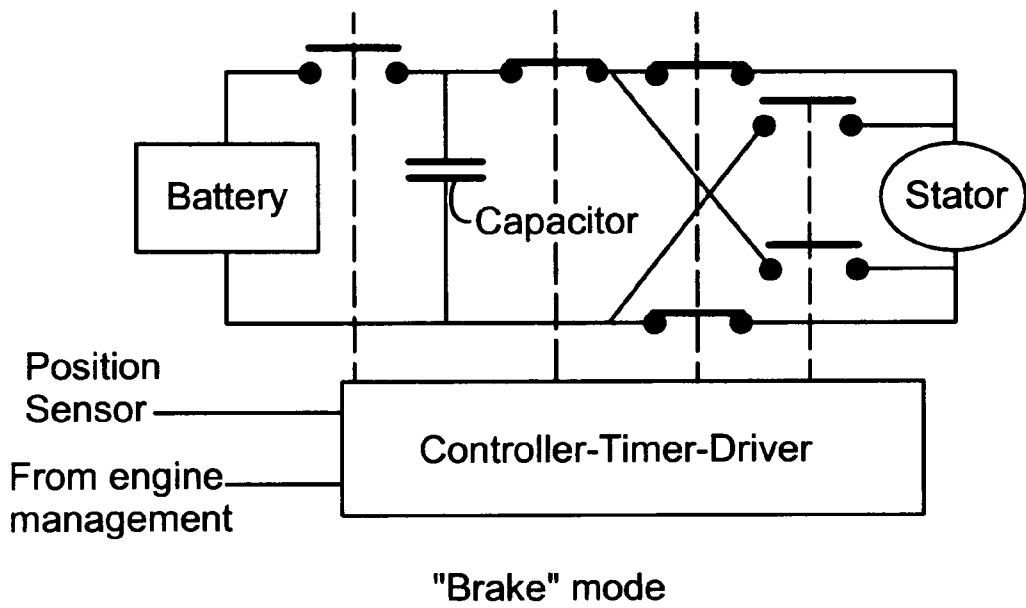 Battery
Capacitor
Stator
Position
Sensor
Controller-Timer-Driver
From engine
management
"Brake" mode